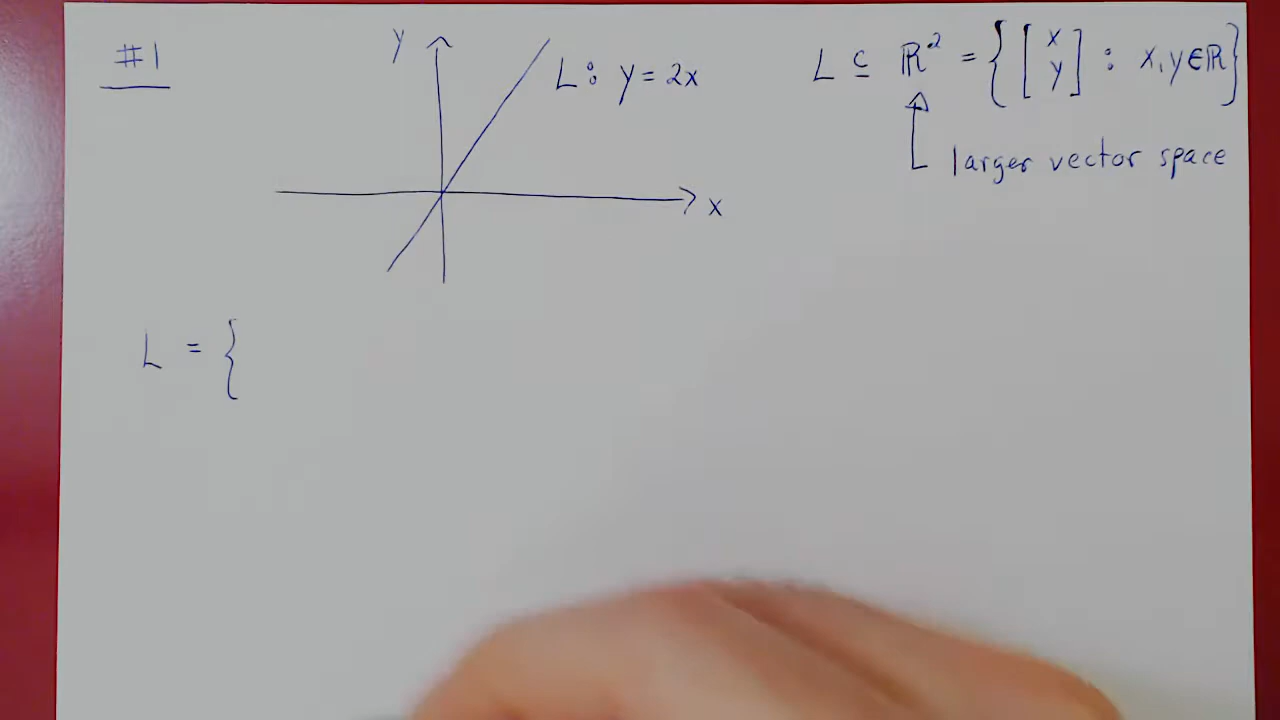 #1
y
L: y = 2x
x
L ⊆ ℝ² = { [ x y ] : x, y ∈ ℝ }
larger vector space
L = {